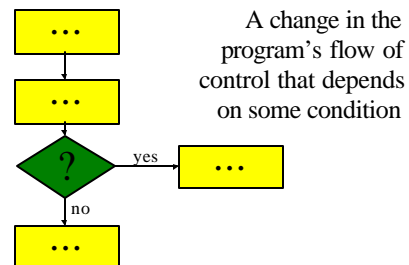 ...
A change in the
program's flow of
control that depends
on some condition
...
?
yes
...
no
...